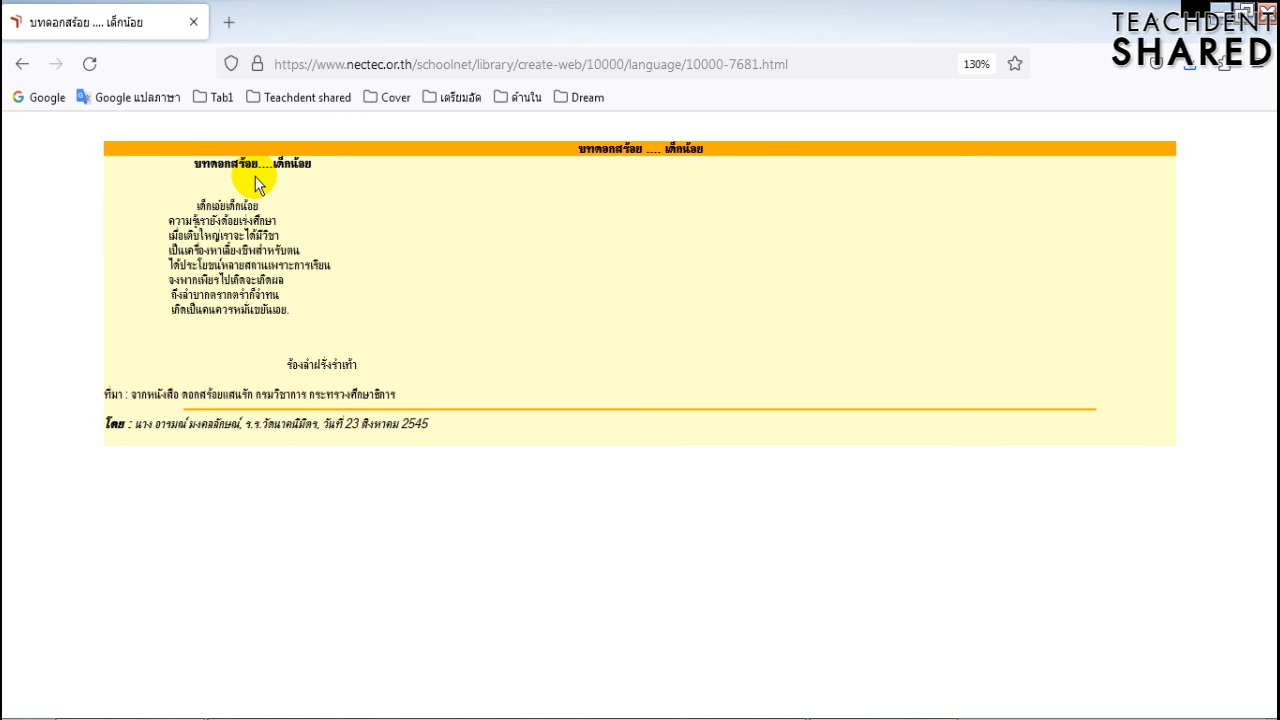 บทดอกสร้อย .... เด็กน้อย
TEACHDENT
SHARED
https://www.nectec.or.th/schoolnet/library/create-web/10000/language/10000-7681.html
130%
Google
Google แปลภาษา
Tab1
Teachdent shared
Cover
เตรียมอัด
ด้านใน
Dream
บทดอกสร้อย .... เด็กน้อย
บทดอกสร้อย....เด็กน้อย
เด็กเอ๋ยเด็กน้อย
ความรู้เรายังด้อยเร่งศึกษา
เมื่อเติบใหญ่เราจะได้มีวิชา
เป็นเครื่องหาเลี้ยงชีพสำหรับตน
ได้ประโยชน์หลายสถานเพราะการเรียน
จงพากเพียรไปเถิดจะเกิดผล
ถึงลำบากตรากตรำก็จำทน
เกิดเป็นคนควรหมั่นขยันเอย.
ร้องลำฝรั่งรำเท้า
ที่มา : จากหนังสือ ดอกสร้อยแสนรัก กรมวิชาการ กระทรวงศึกษาธิการ
โดย : นาง อารมณ์ มงคลลักษณ์, ร.ร.วัดนาคนิมิตร, วันที่ 23 สิงหาคม 2545